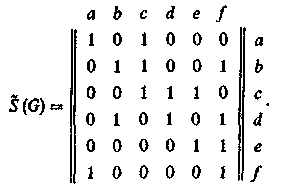 a b c d e f
1 0 1 0 0 0 a
0 1 1 0 0 1 b
0 0 1 1 1 0 c
S̃ (G) =
0 1 0 1 0 1 d .
0 0 0 0 1 1 e
1 0 0 0 0 1 f